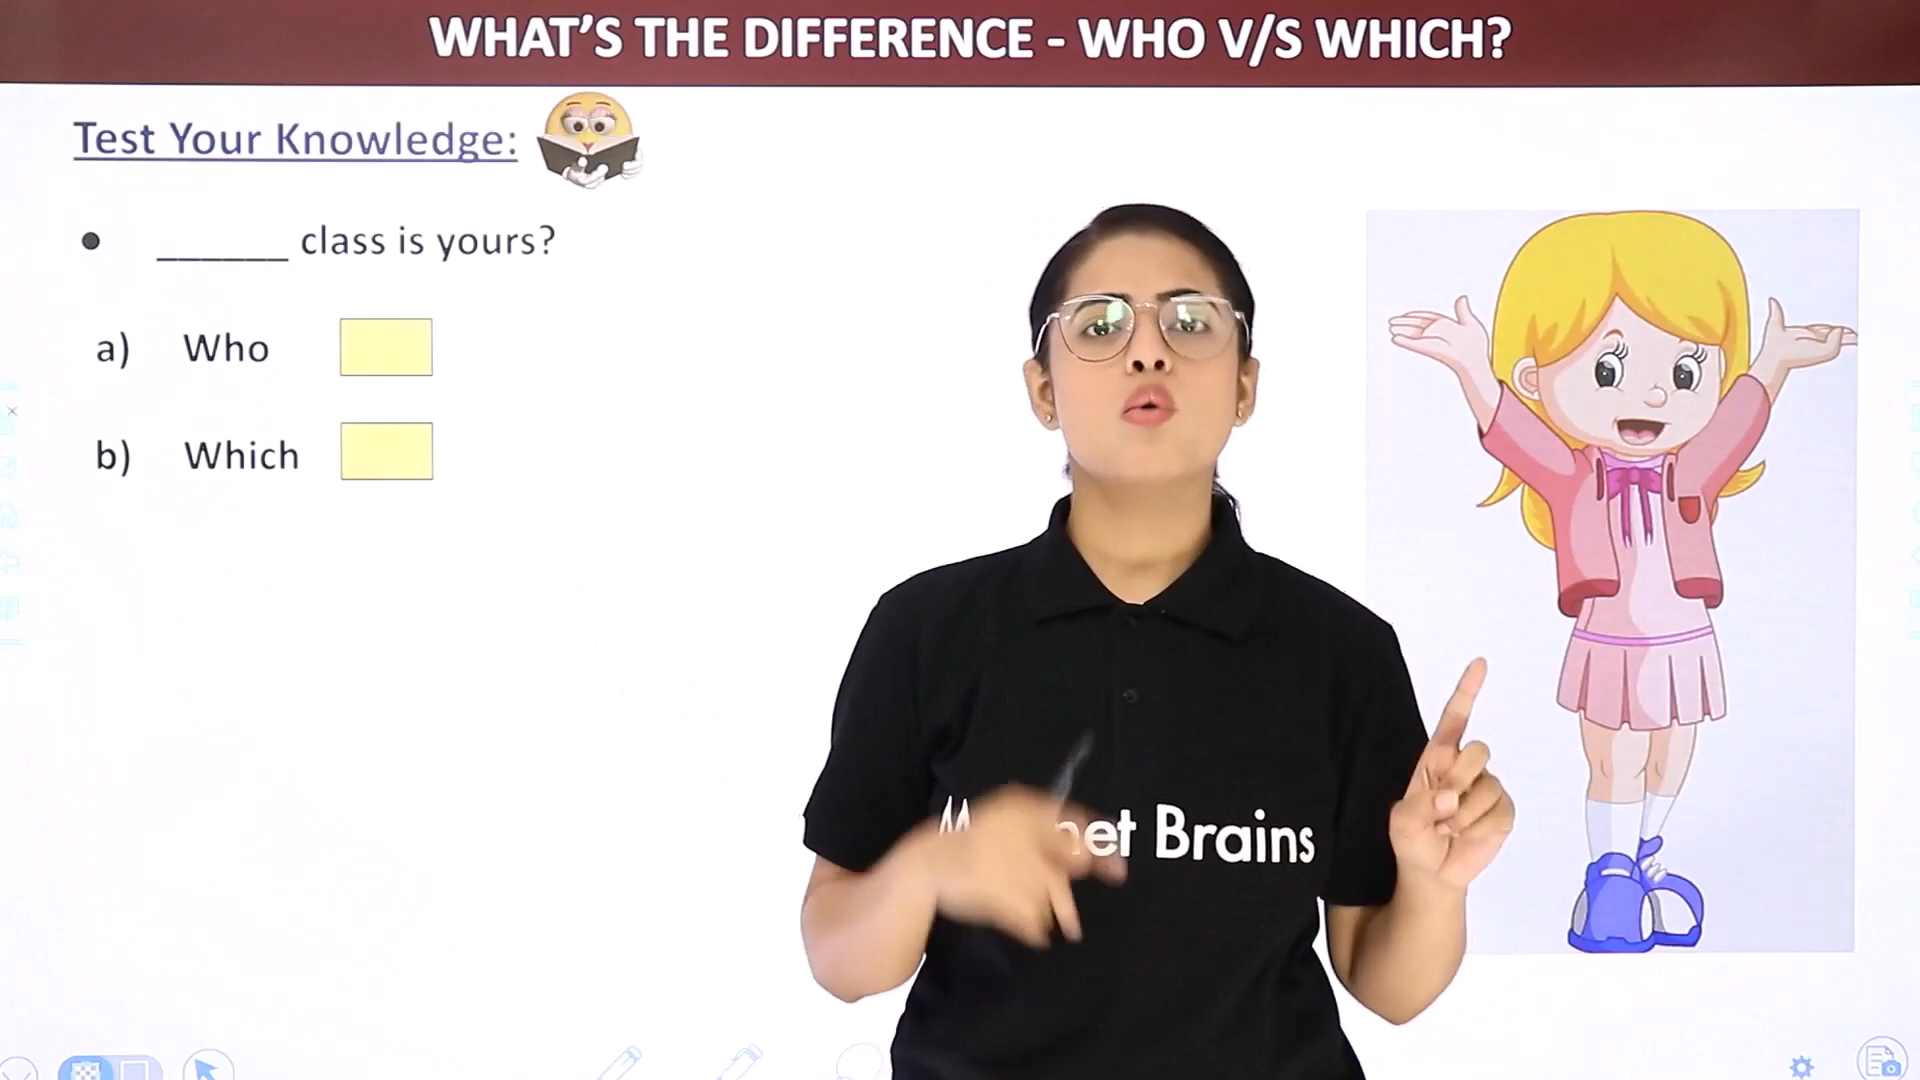 WHAT'S THE DIFFERENCE - WHO V/S WHICH?
Test Your Knowledge:
• ______ class is yours?
a) Who
b) Which
Brains